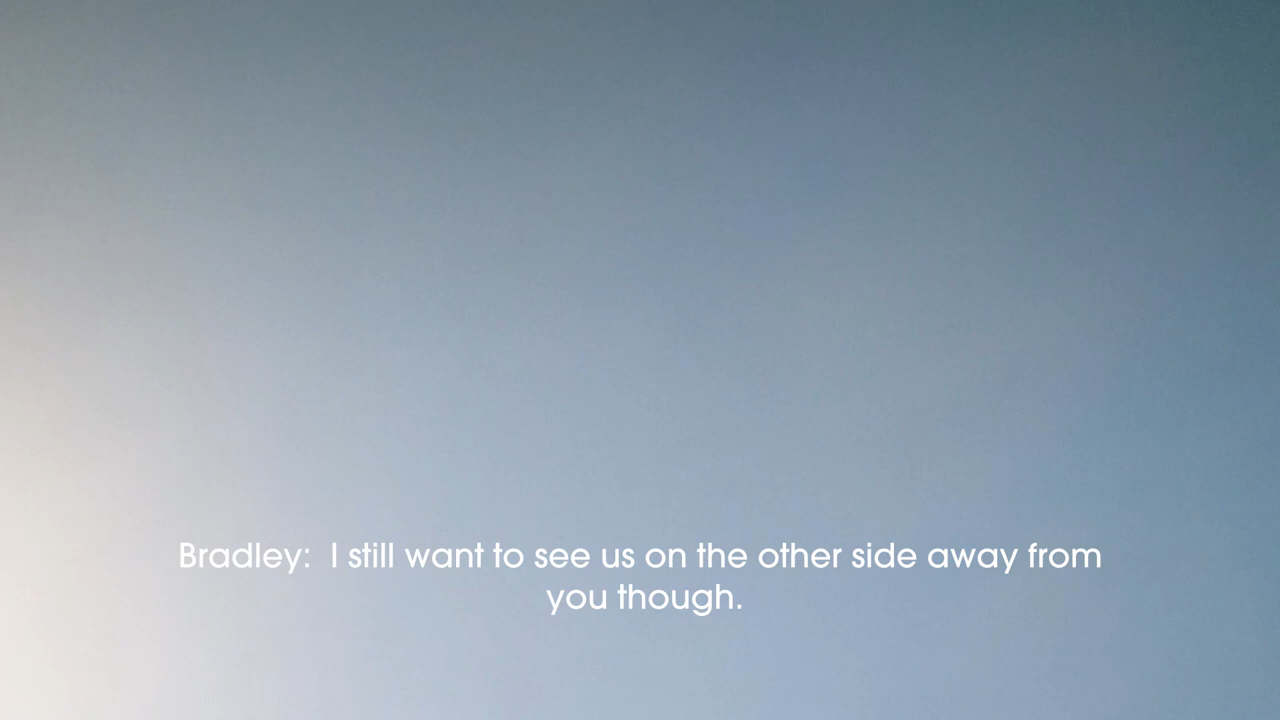 Bradley:  I still want to see us on the other side away from
you though.